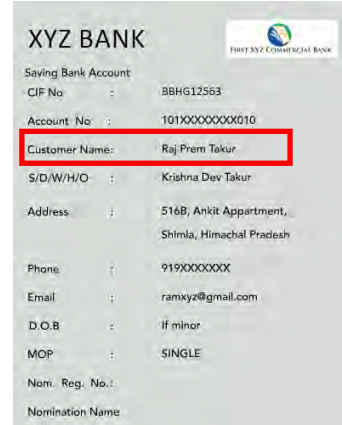 XYZ BANK
FIRST XYZ COMMERCIAL BANK
Saving Bank Account
CIF No : BBHG12563
Account No : 101XXXXXXXX010
Customer Name: Raj Prem Takur
S/D/W/H/O : Krishna Dev Takur
Address : 516B, Ankit Appartment,
Shimla, Himachal Pradesh
Phone : 919XXXXXXX
Email : ramxyz@gmail.com
D.O.B : If minor
MOP : SINGLE
Nom. Reg. No.:
Nomination Name